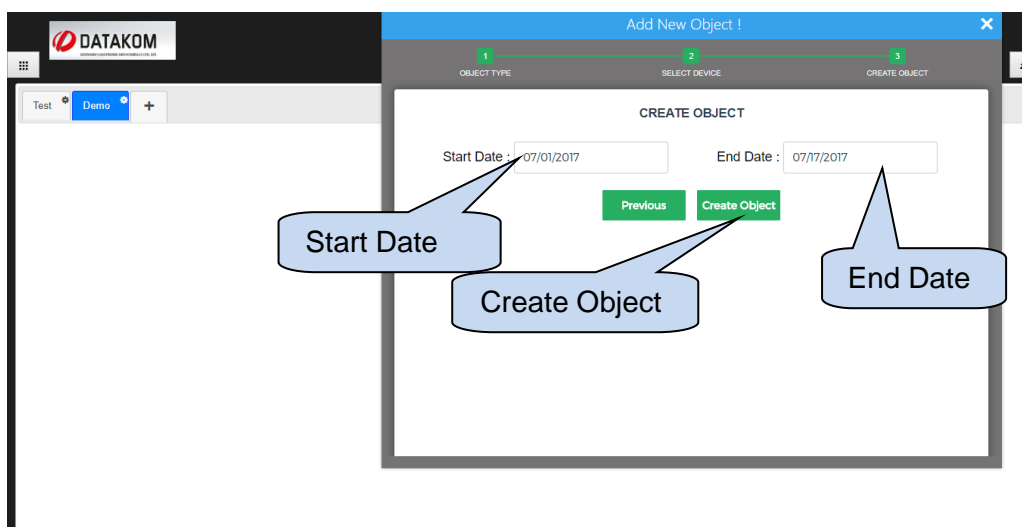 Add New Object !
DATAKOM
1 2 3
OBJECT TYPE SELECT DEVICE CREATE OBJECT
Test Demo +
CREATE OBJECT
Start Date : 07/01/2017 End Date : 07/17/2017
Previous Create Object
Start Date
End Date
Create Object